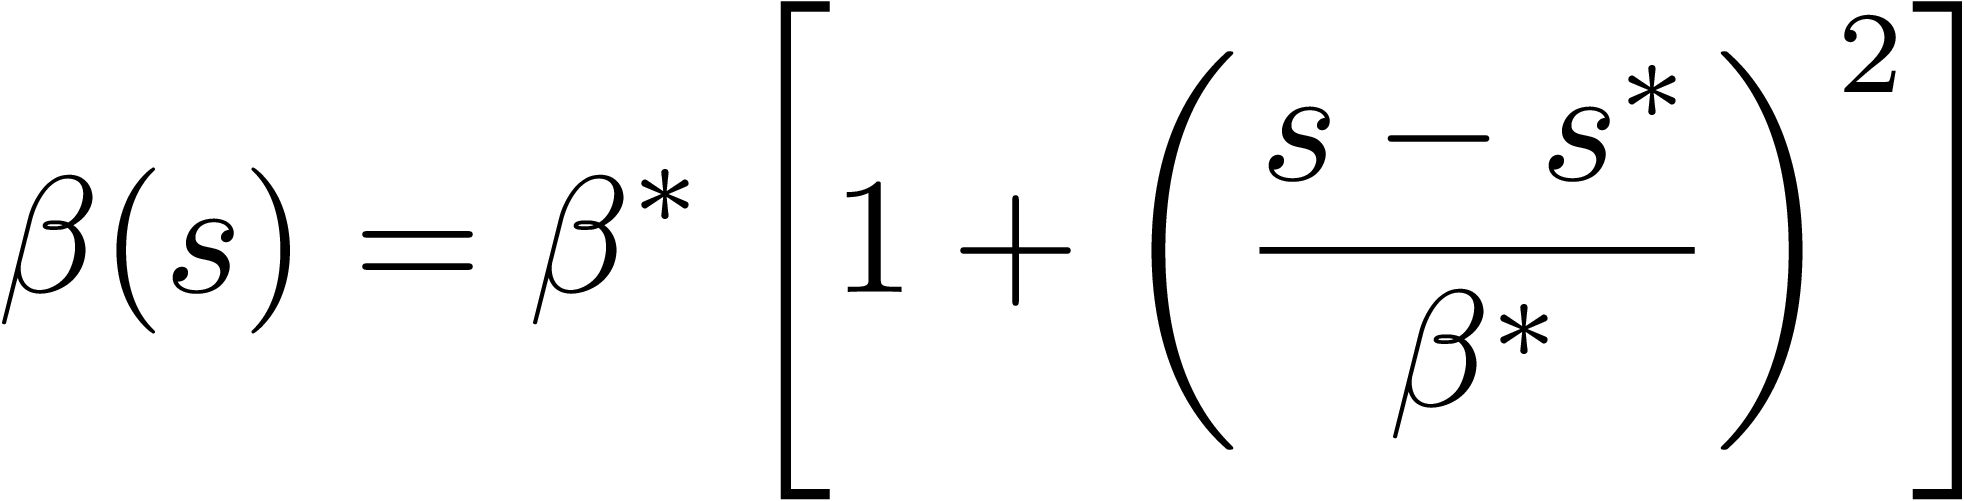 β(s) = β* [1 + ((s − s*)/β*)²]